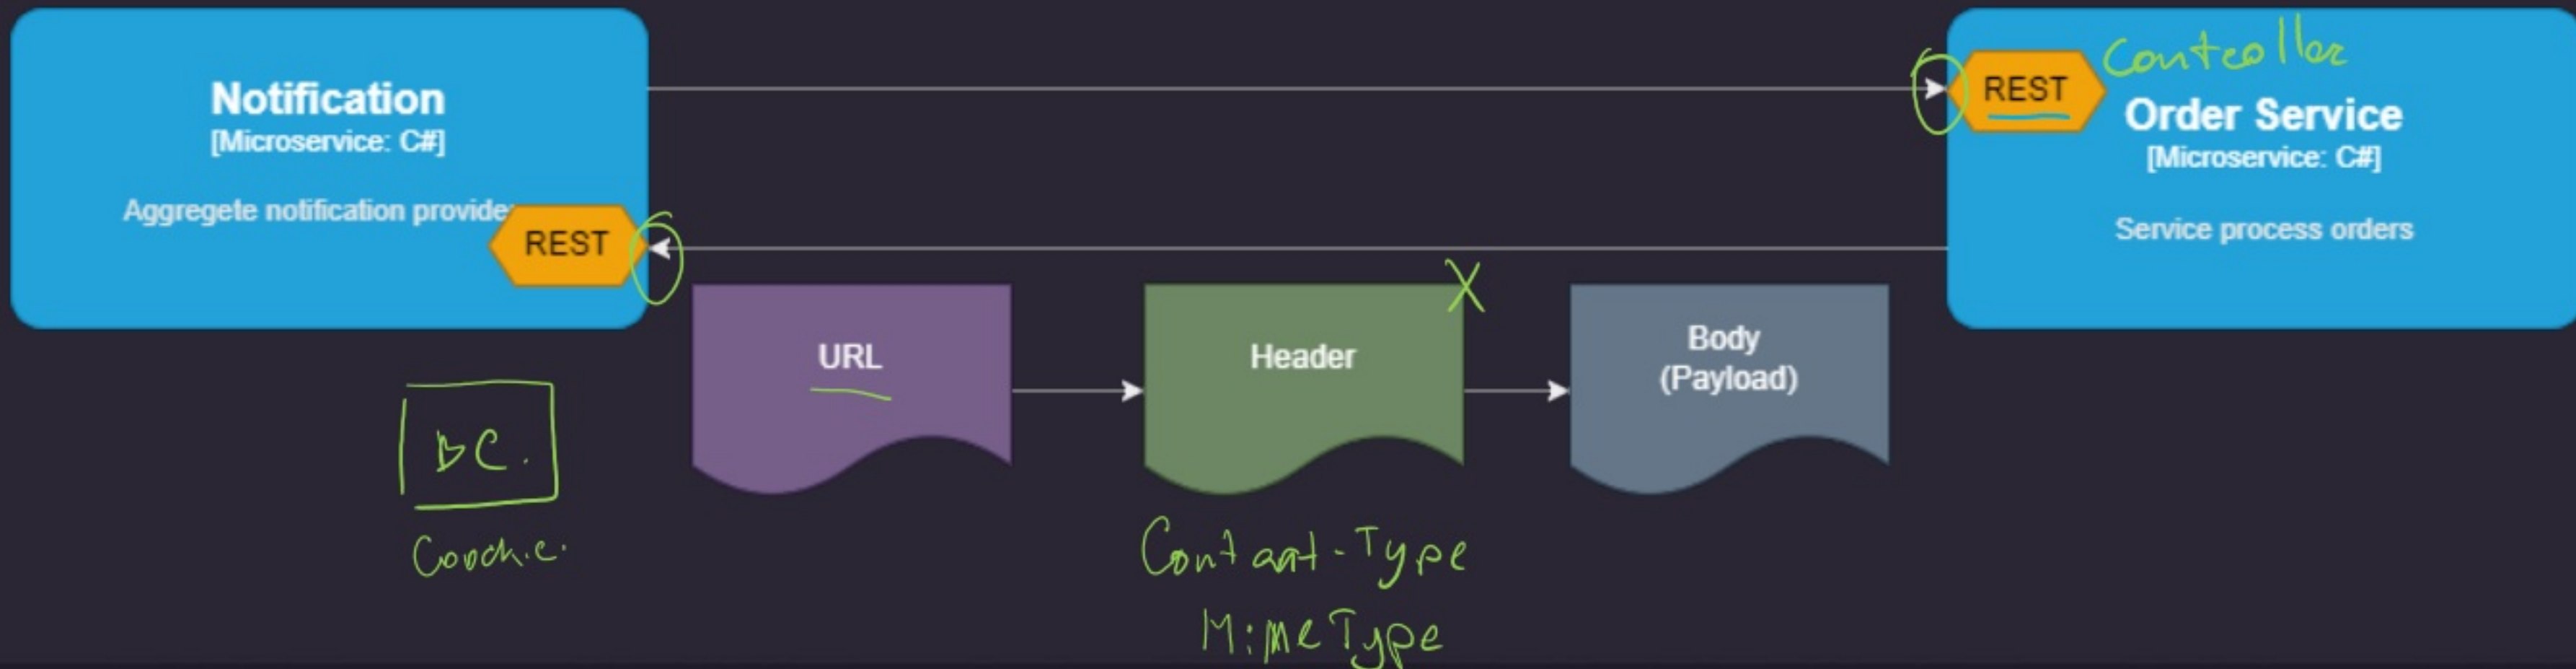 Notification
[Microservice: C#]
Aggregete notification provide
REST
Controller
REST
Order Service
[Microservice: C#]
Service process orders
X
URL
Header
Body
(Payload)
Content-Type
MimeType